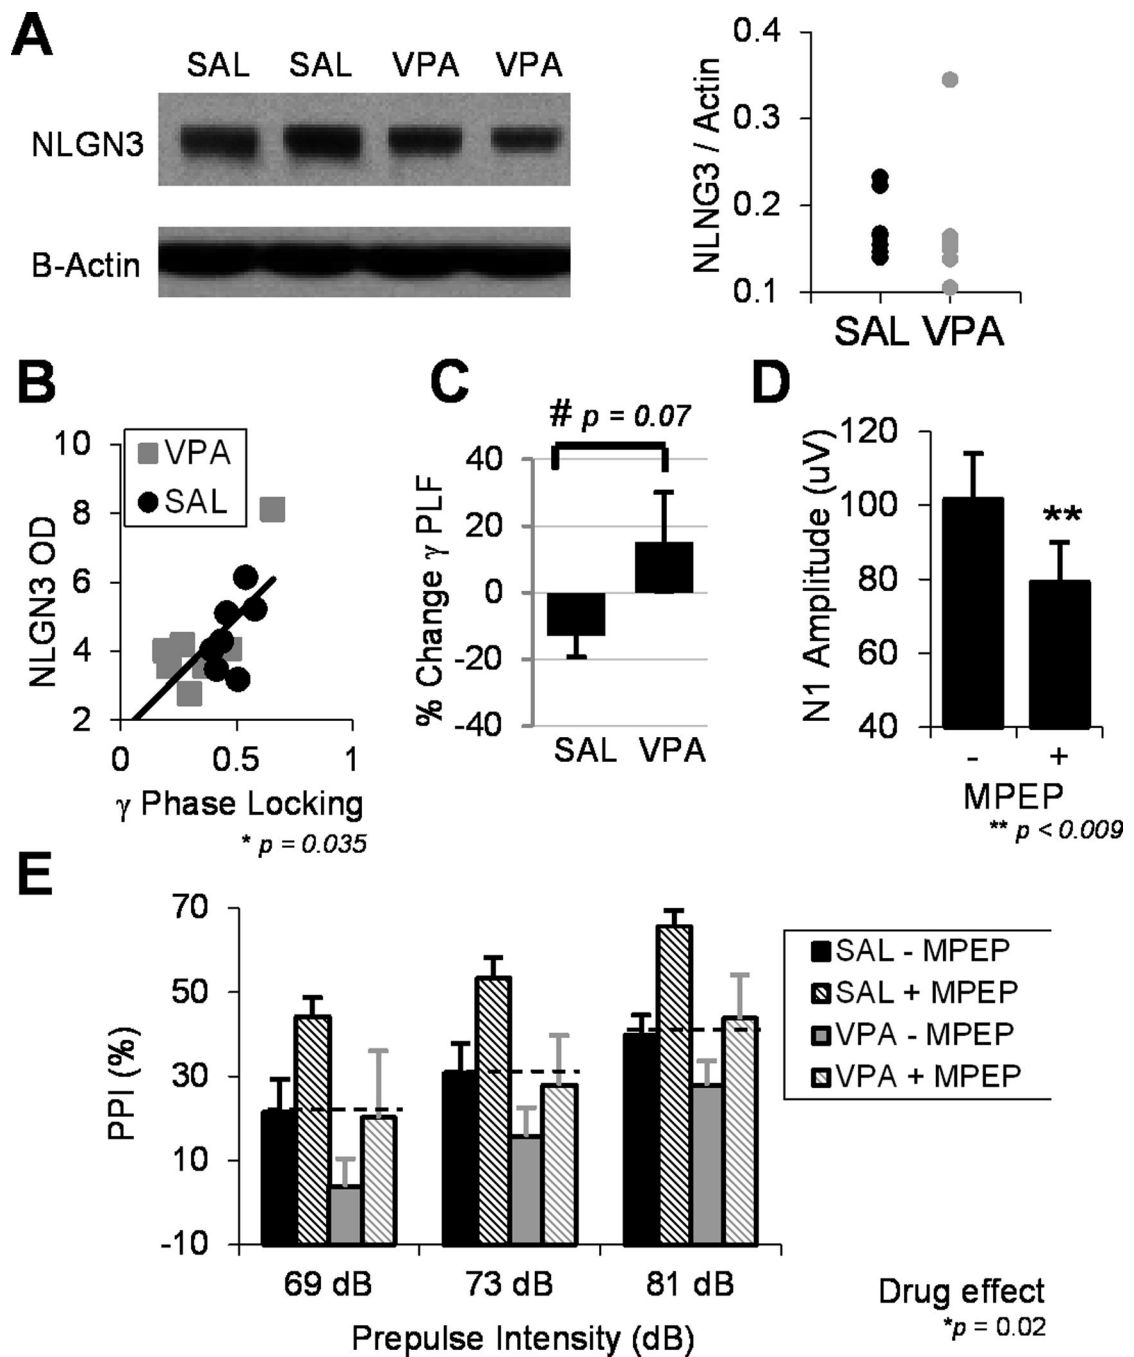 A
SAL SAL VPA VPA
NLGN3
B-Actin
NLNG3 / Actin
0.4
0.3
0.2
0.1
SAL VPA
B
NLGN3 OD
10
8
6
4
2
VPA
SAL
0 0.5 1
γ Phase Locking
* p = 0.035
C
# p = 0.07
% Change γ PLF
40
20
0
-20
-40
SAL VPA
D
N1 Amplitude (uV)
120
100
80
60
40
**
- +
MPEP
** p < 0.009
E
PPI (%)
70
50
30
10
-10
69 dB 73 dB 81 dB
Prepulse Intensity (dB)
SAL - MPEP
SAL + MPEP
VPA - MPEP
VPA + MPEP
Drug effect
*p = 0.02